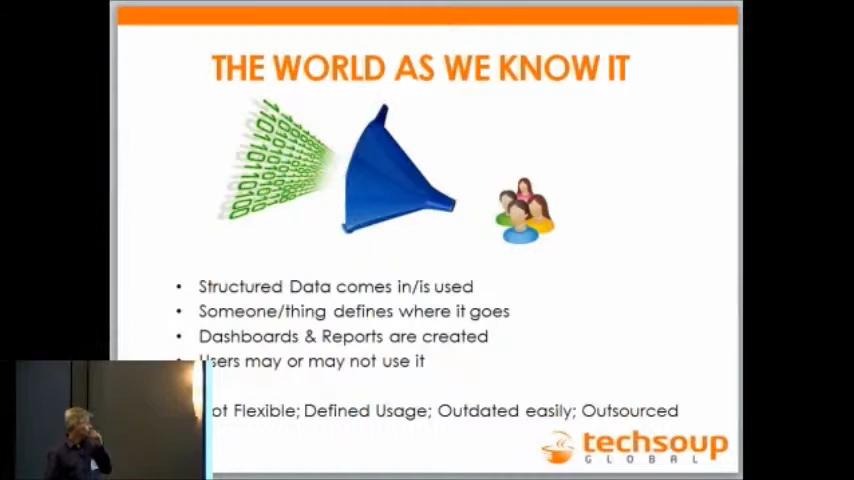 THE WORLD AS WE KNOW IT
Structured Data comes in/is used
Someone/thing defines where it goes
Dashboards & Reports are created
Users may or may not use it
ot Flexible; Defined Usage; Outdated easily; Outsourced
techsoup
GLOBAL